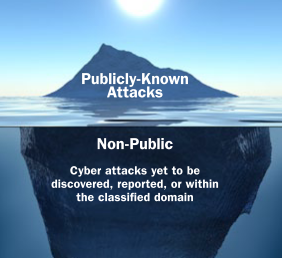 Publicly-Known
Attacks
Non-Public
Cyber attacks yet to be
discovered, reported, or within
the classified domain